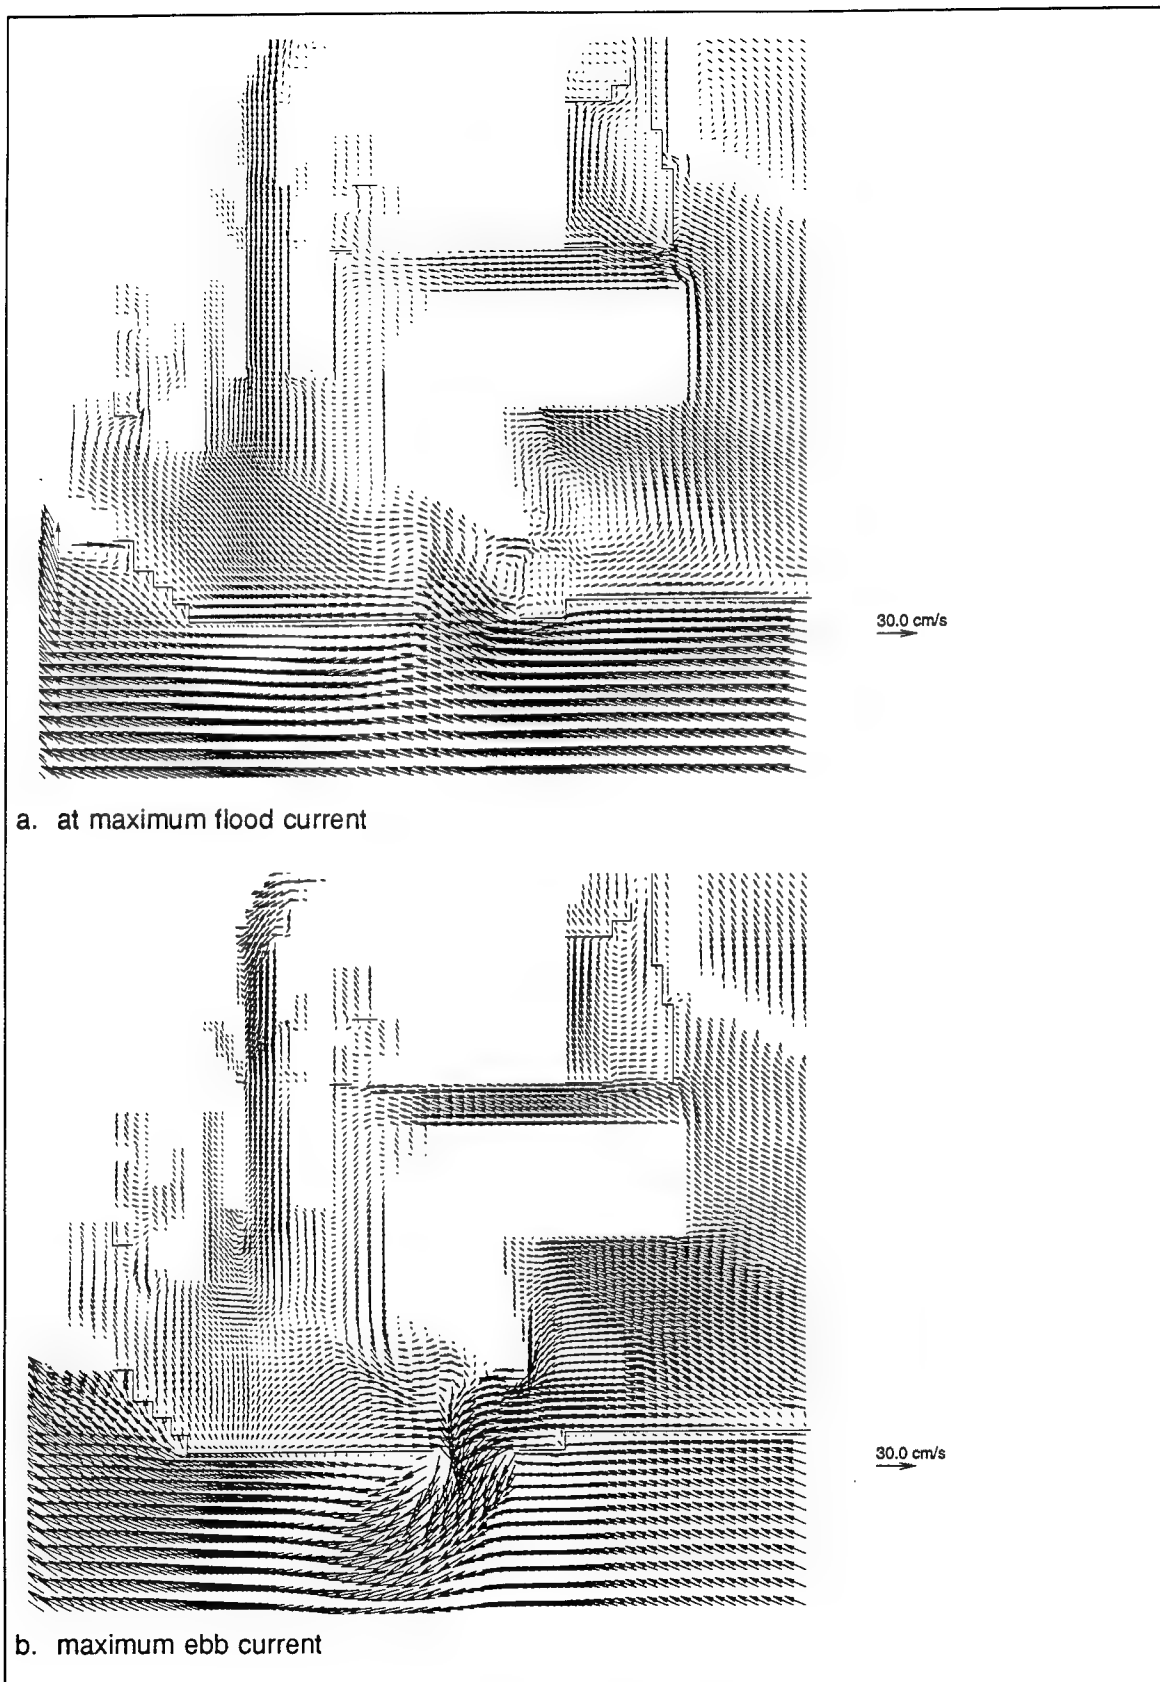 30.0 cm/s
a. at maximum flood current
30.0 cm/s
b. maximum ebb current